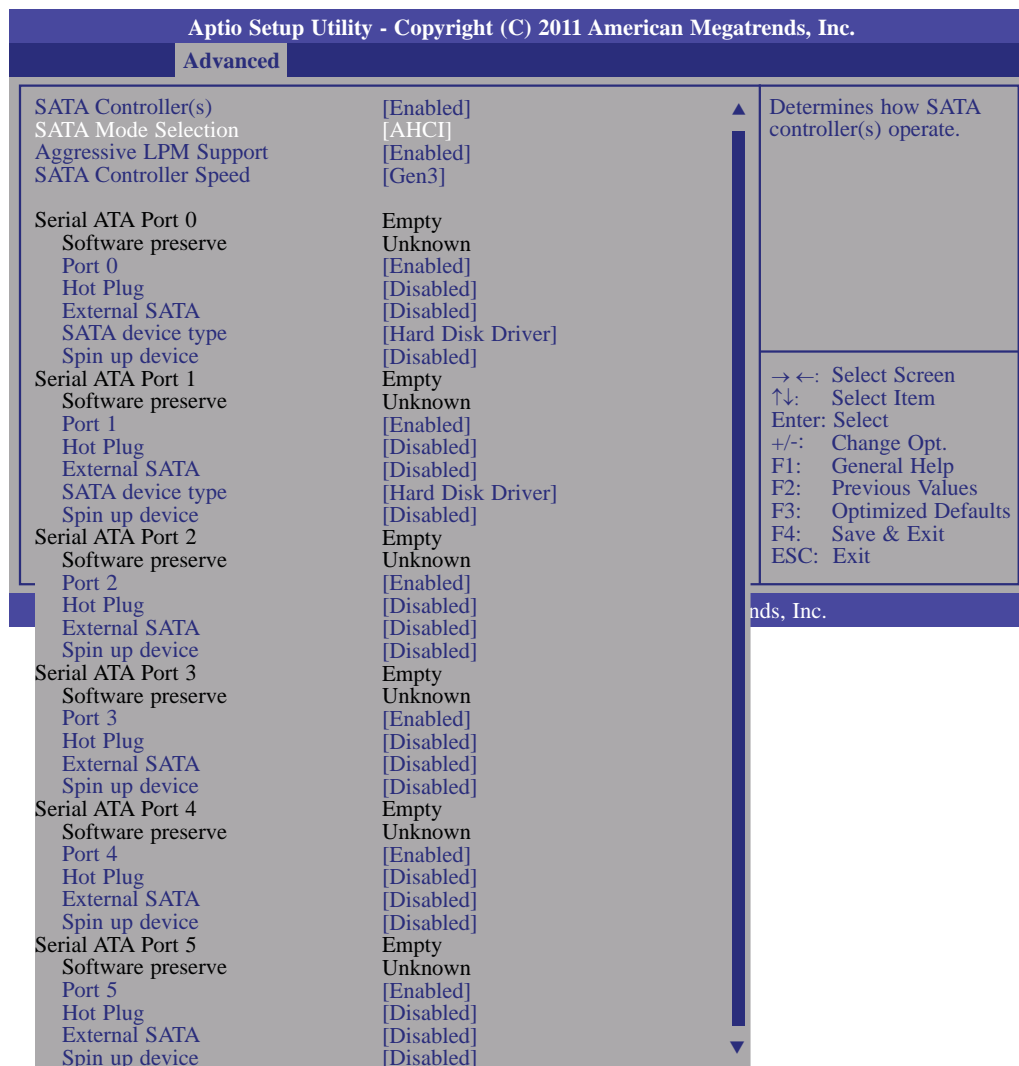 Aptio Setup Utility - Copyright (C) 2011 American Megatrends, Inc.
Advanced
SATA Controller(s) [Enabled]
SATA Mode Selection [AHCI]
Aggressive LPM Support [Enabled]
SATA Controller Speed [Gen3]
Serial ATA Port 0 Empty
Software preserve Unknown
Port 0 [Enabled]
Hot Plug [Disabled]
External SATA [Disabled]
SATA device type [Hard Disk Driver]
Spin up device [Disabled]
Serial ATA Port 1 Empty
Software preserve Unknown
Port 1 [Enabled]
Hot Plug [Disabled]
External SATA [Disabled]
SATA device type [Hard Disk Driver]
Spin up device [Disabled]
Serial ATA Port 2 Empty
Software preserve Unknown
Port 2 [Enabled]
Hot Plug [Disabled]
External SATA [Disabled]
Spin up device [Disabled]
Serial ATA Port 3 Empty
Software preserve Unknown
Port 3 [Enabled]
Hot Plug [Disabled]
External SATA [Disabled]
Spin up device [Disabled]
Serial ATA Port 4 Empty
Software preserve Unknown
Port 4 [Enabled]
Hot Plug [Disabled]
External SATA [Disabled]
Spin up device [Disabled]
Serial ATA Port 5 Empty
Software preserve Unknown
Port 5 [Enabled]
Hot Plug [Disabled]
External SATA [Disabled]
Spin up device [Disabled]
Determines how SATA
controller(s) operate.
→ ←: Select Screen
↑↓: Select Item
Enter: Select
+/-: Change Opt.
F1: General Help
F2: Previous Values
F3: Optimized Defaults
F4: Save & Exit
ESC: Exit
nds, Inc.